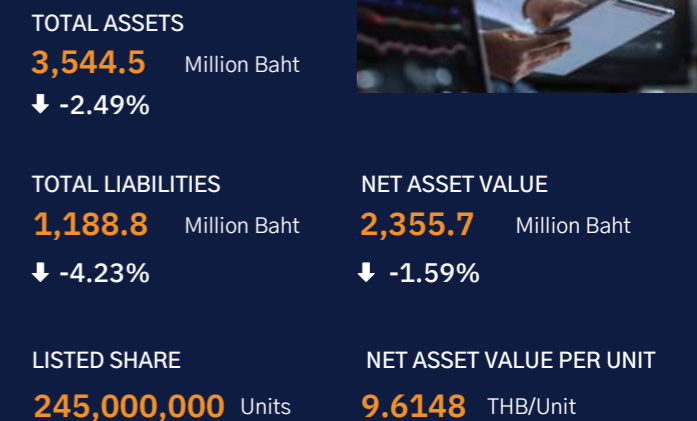 TOTAL ASSETS
3,544.5 Million Baht
-2.49%
TOTAL LIABILITIES
1,188.8 Million Baht
-4.23%
NET ASSET VALUE
2,355.7 Million Baht
-1.59%
LISTED SHARE
245,000,000 Units
NET ASSET VALUE PER UNIT
9.6148 THB/Unit